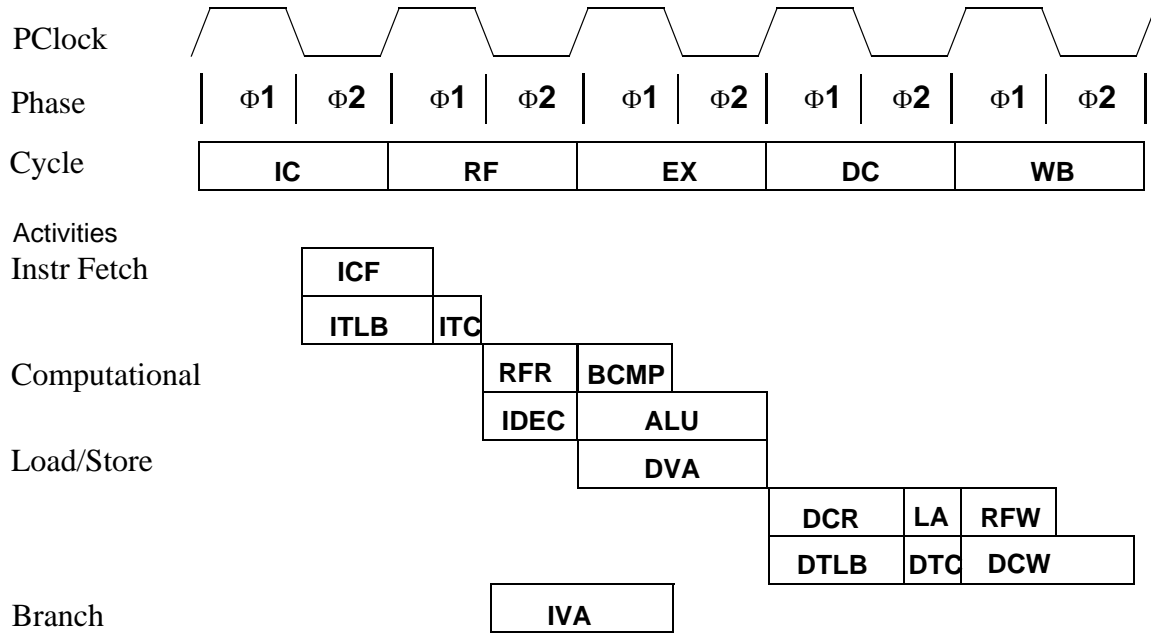 PClock
Phase Φ1 Φ2 Φ1 Φ2 Φ1 Φ2 Φ1 Φ2 Φ1 Φ2
Cycle IC RF EX DC WB
Activities
Instr Fetch ICF
ITLB ITC
Computational RFR BCMP
IDEC ALU
Load/Store DVA
DCR LA RFW
DTLB DTC DCW
Branch IVA